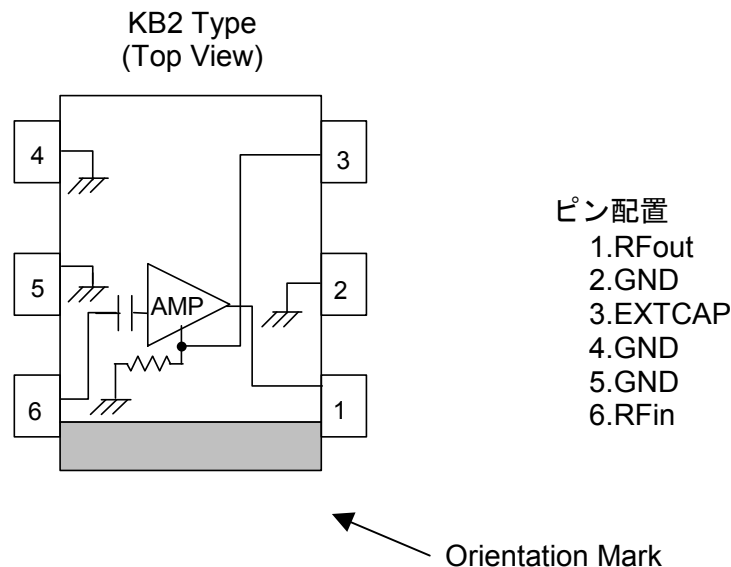 KB2 Type
(Top View)
4
3
5
2
AMP
6
1
ピン配置
1.RFout
2.GND
3.EXTCAP
4.GND
5.GND
6.RFin
Orientation Mark